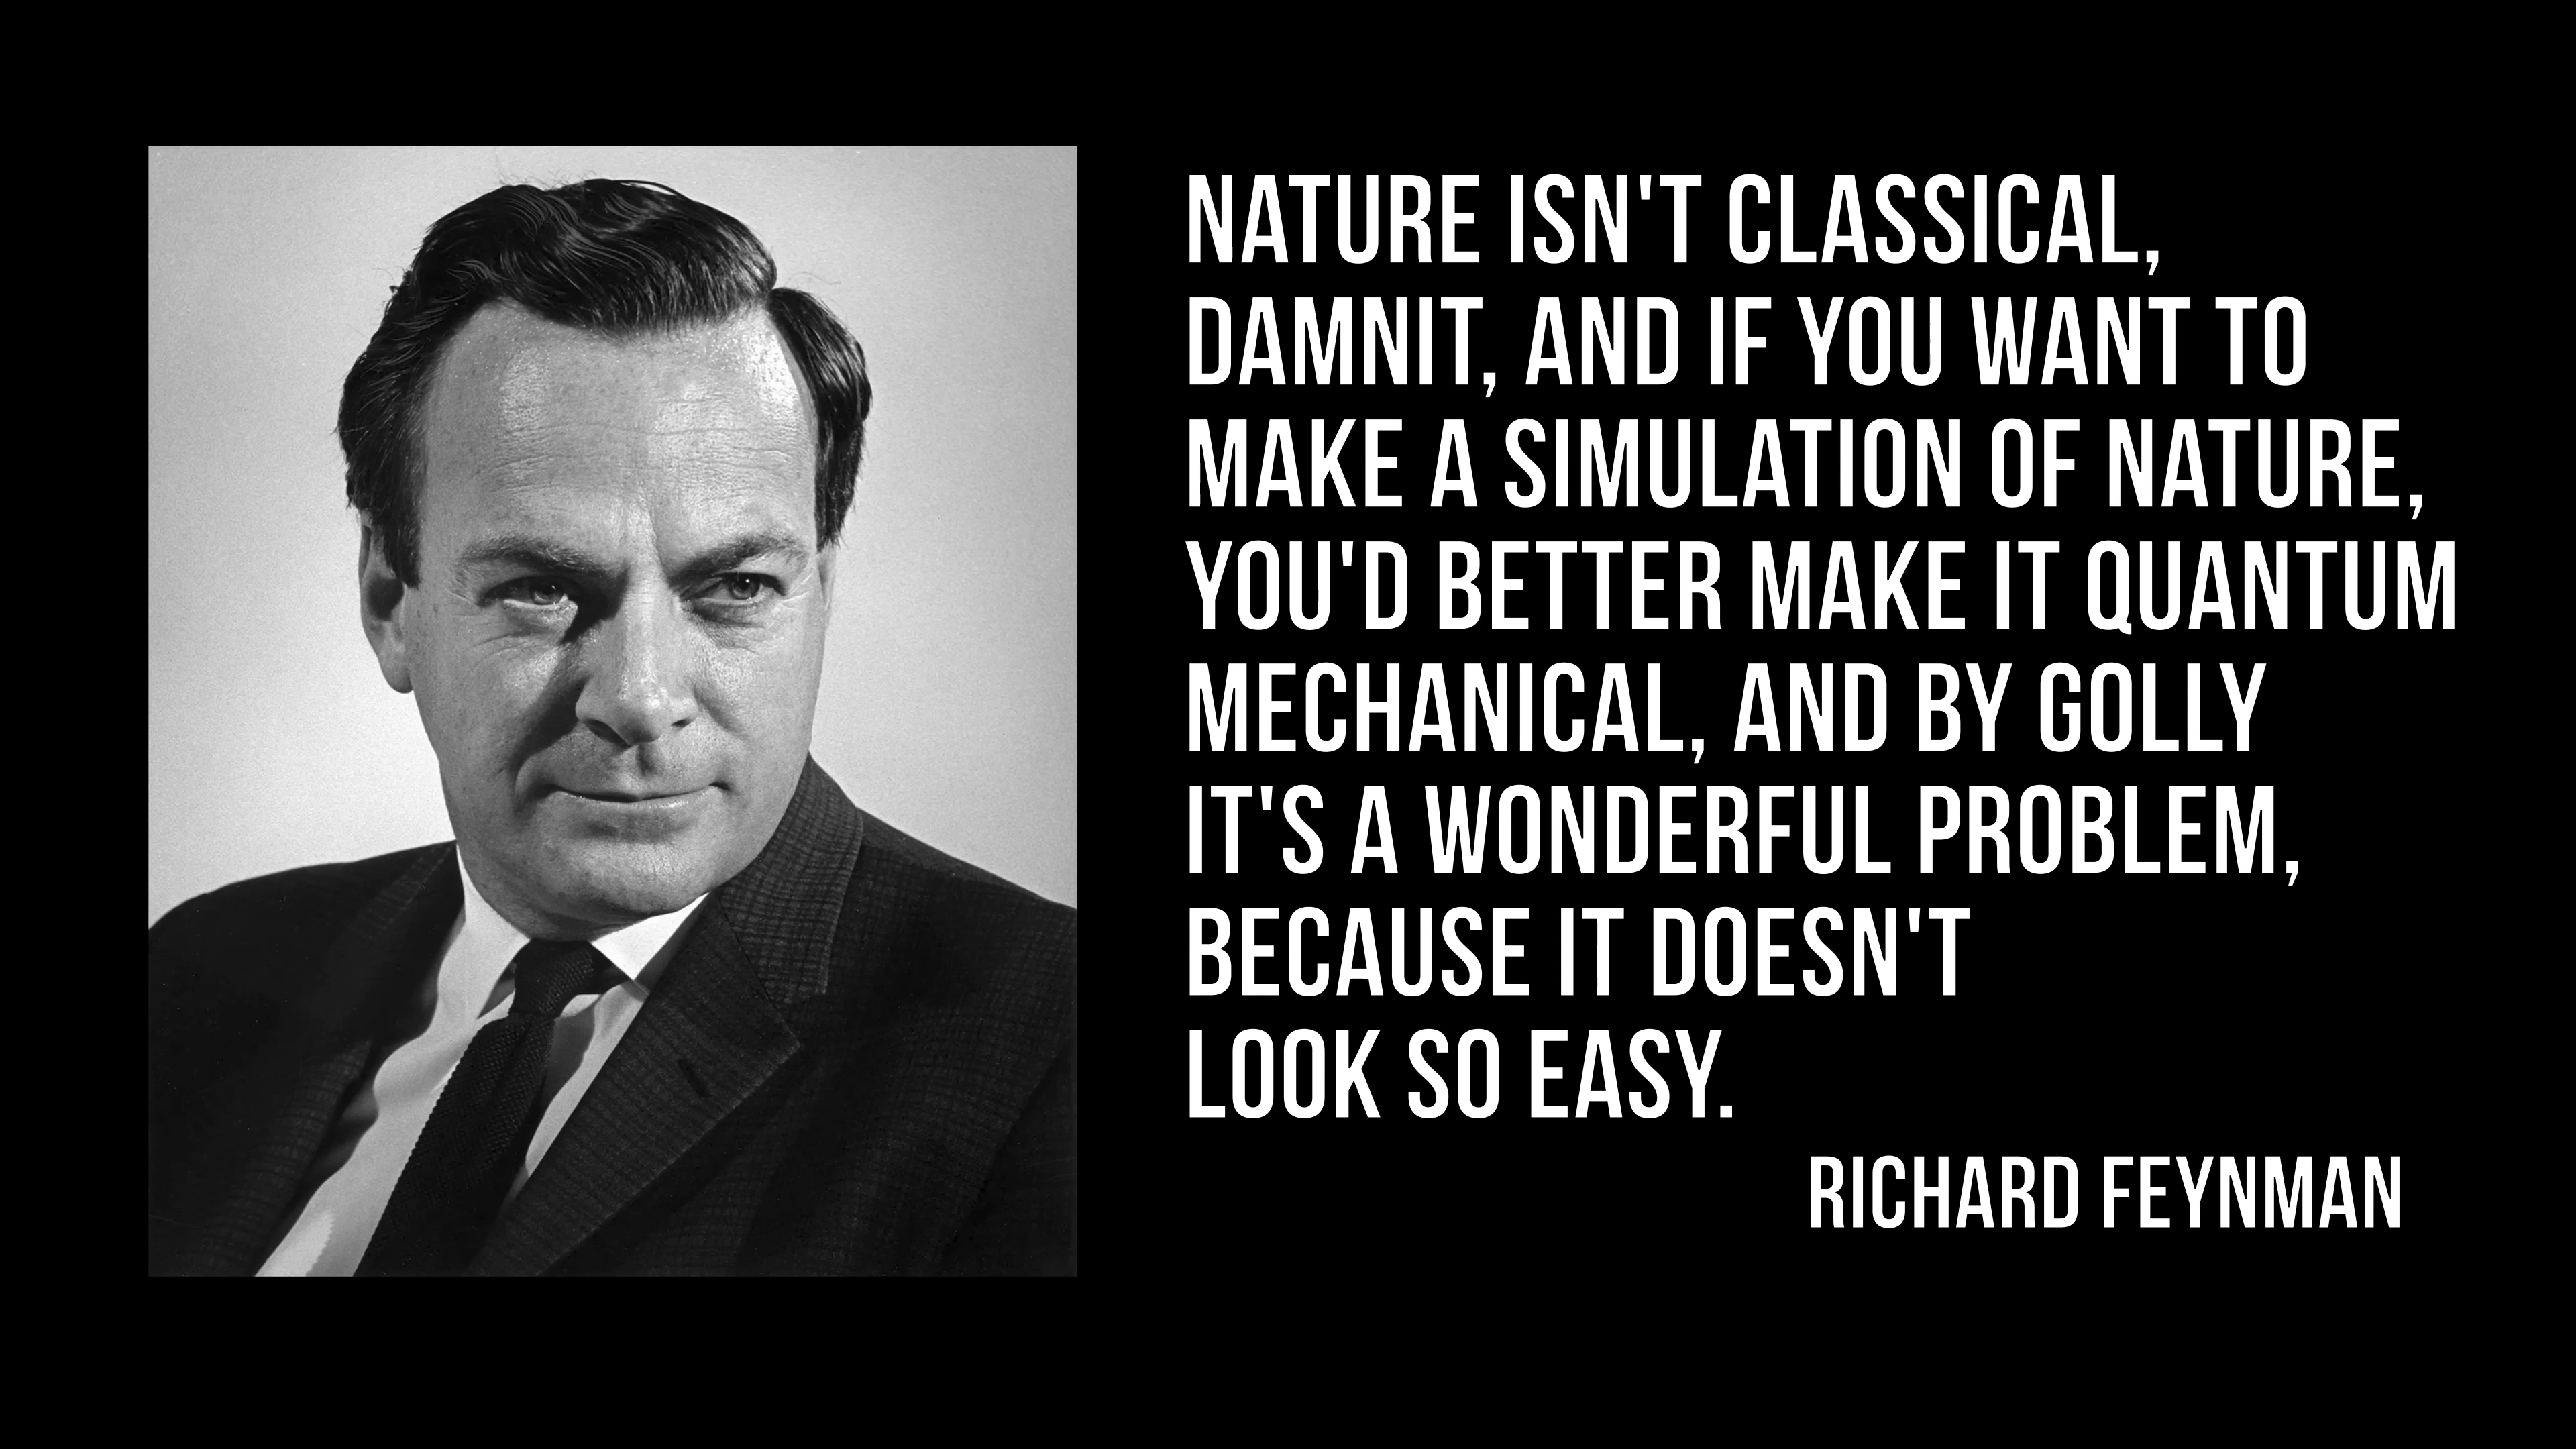 NATURE ISN'T CLASSICAL,
DAMNIT, AND IF YOU WANT TO
MAKE A SIMULATION OF NATURE,
YOU'D BETTER MAKE IT QUANTUM
MECHANICAL, AND BY GOLLY
IT'S A WONDERFUL PROBLEM,
BECAUSE IT DOESN'T
LOOK SO EASY.
RICHARD FEYNMAN